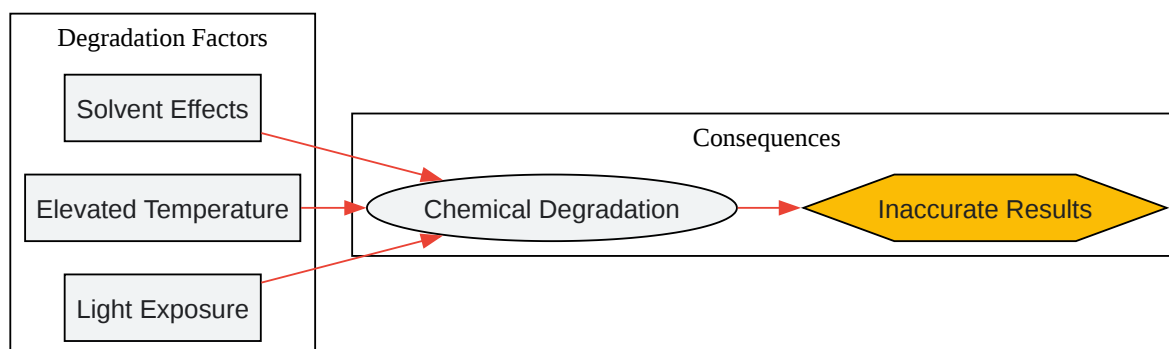 Degradation Factors
Solvent Effects
Elevated Temperature
Light Exposure
Consequences
Chemical Degradation
Inaccurate Results